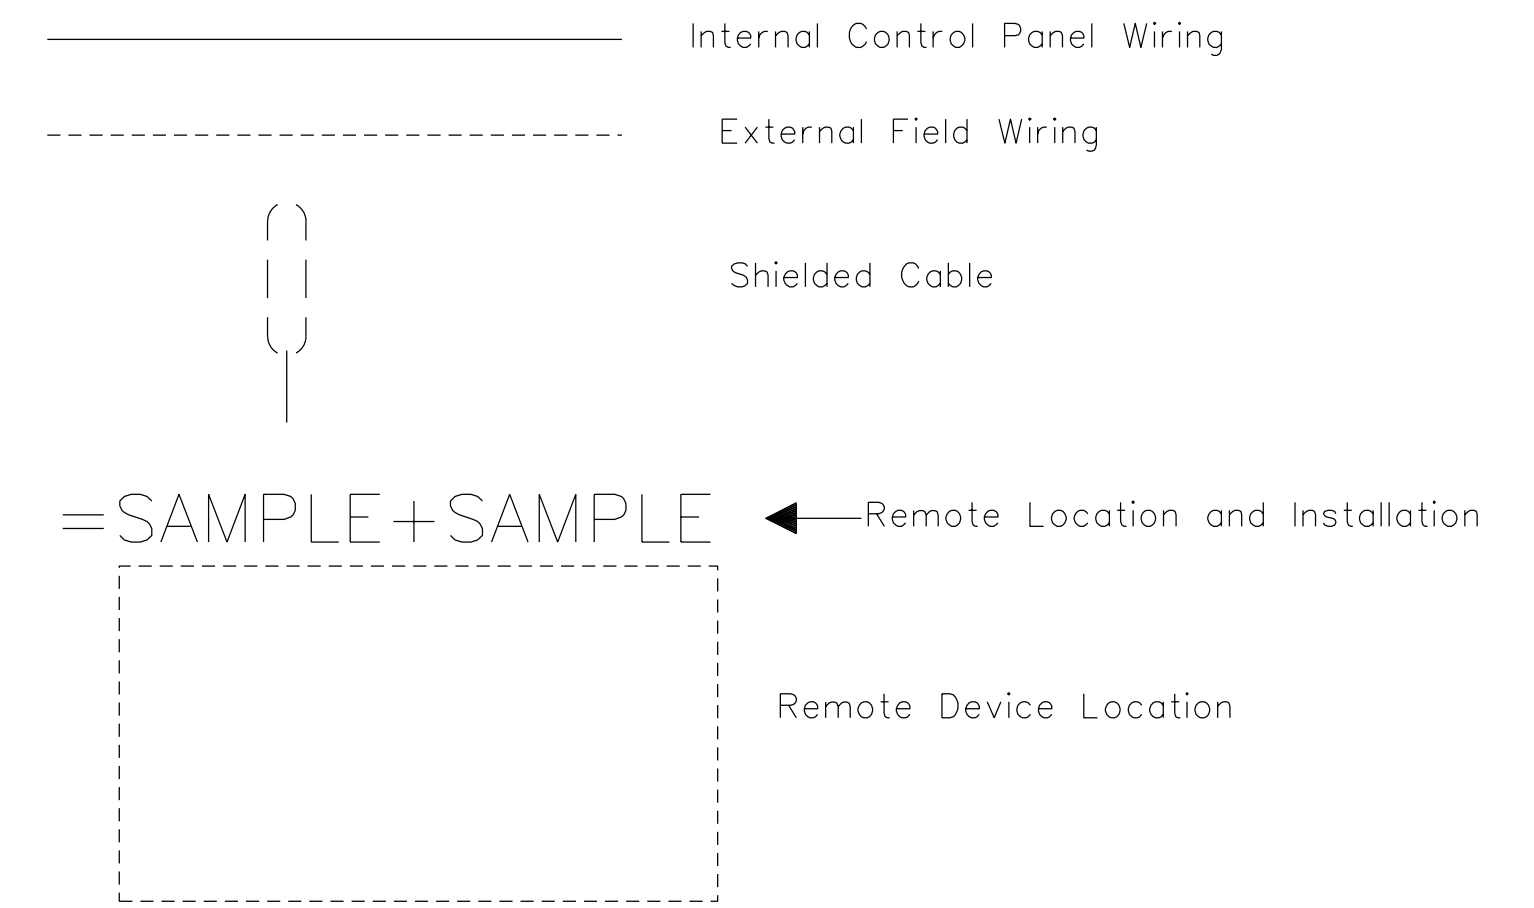 Internal Control Panel Wiring
External Field Wiring
Shielded Cable
=SAMPLE+SAMPLE
Remote Location and Installation
Remote Device Location